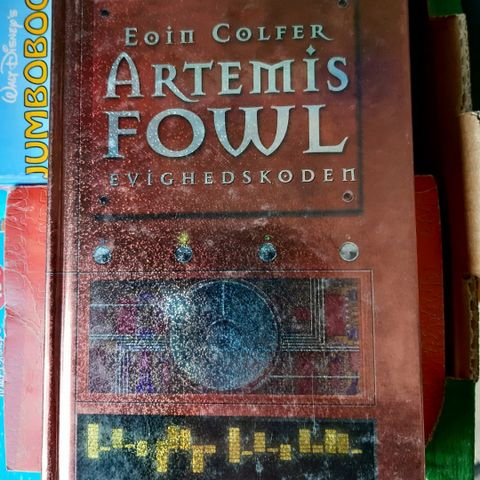 Eoin Colfer
Artemis
FOWL
EVIGHEDSKODEN
Walt Disney's
JUMBOBOG